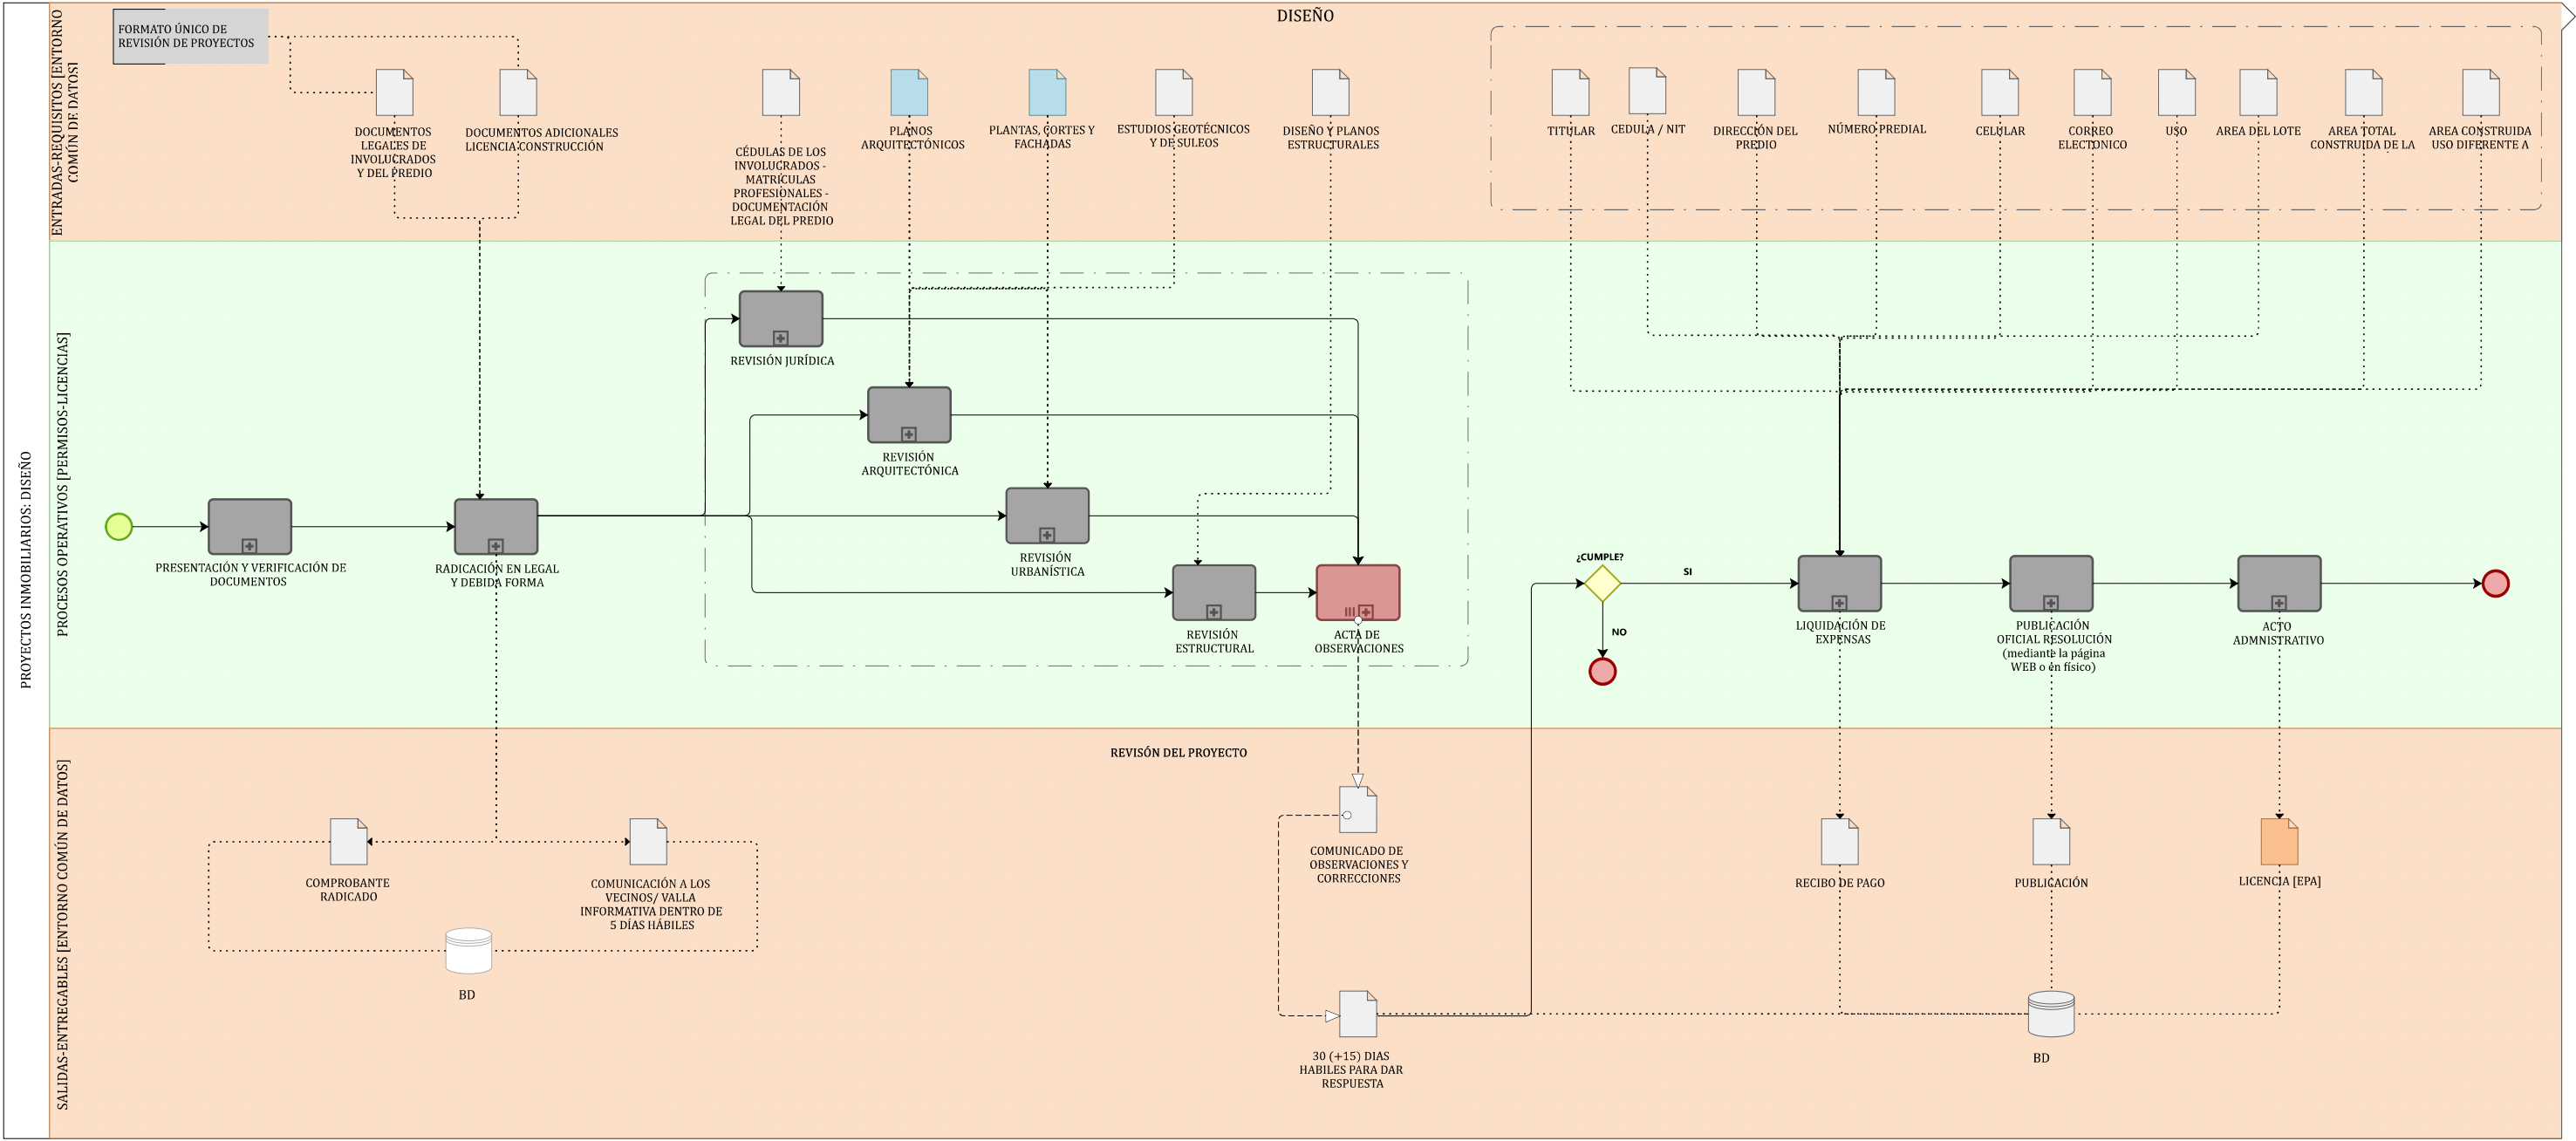 DISEÑO
PROYECTOS INMOBILIARIOS: DISEÑO
ENTRADAS-REQUISITOS [ENTORNO
COMÚN DE DATOS]
FORMATO ÚNICO DE
REVISIÓN DE PROYECTOS
DOCUMENTOS
LEGALES DE
INVOLUCRADOS
Y DEL PREDIO
DOCUMENTOS ADICIONALES
LICENCIA CONSTRUCCIÓN
CÉDULAS DE LOS
INVOLUCRADOS -
MATRICULAS
PROFESIONALES -
DOCUMENTACIÓN
LEGAL DEL PREDIO
PLANOS
ARQUITECTÓNICOS
PLANTAS, CORTES Y
FACHADAS
ESTUDIOS GEOTÉCNICOS
Y DE SULEOS
DISEÑO Y PLANOS
ESTRUCTURALES
TITULAR
CEDULA / NIT
DIRECCIÓN DEL
PREDIO
NÚMERO PREDIAL
CELULAR
CORREO
ELECTONICO
USO
AREA DEL LOTE
AREA TOTAL
CONSTRUIDA DE LA
AREA CONSTRUIDA
USO DIFERENTE A
PROCESOS OPERATIVOS [PERMISOS-LICENCIAS]
PRESENTACIÓN Y VERIFICACIÓN DE
DOCUMENTOS
RADICACIÓN EN LEGAL
Y DEBIDA FORMA
REVISIÓN JURÍDICA
REVISIÓN
ARQUITECTÓNICA
REVISIÓN
URBANÍSTICA
REVISIÓN
ESTRUCTURAL
ACTA DE
OBSERVACIONES
¿CUMPLE?
SI
NO
LIQUIDACIÓN DE
EXPENSAS
PUBLICACIÓN
OFICIAL RESOLUCIÓN
(mediante la página
WEB o en físico)
ACTO
ADMNISTRATIVO
SALIDAS-ENTREGABLES [ENTORNO COMÚN DE DATOS]
REVISÓN DEL PROYECTO
COMPROBANTE
RADICADO
COMUNICACIÓN A LOS
VECINOS/ VALLA
INFORMATIVA DENTRO DE
5 DÍAS HÁBILES
BD
COMUNICADO DE
OBSERVACIONES Y
CORRECCIONES
30 (+15) DIAS
HABILES PARA DAR
RESPUESTA
RECIBO DE PAGO
PUBLICACIÓN
LICENCIA [EPA]
BD